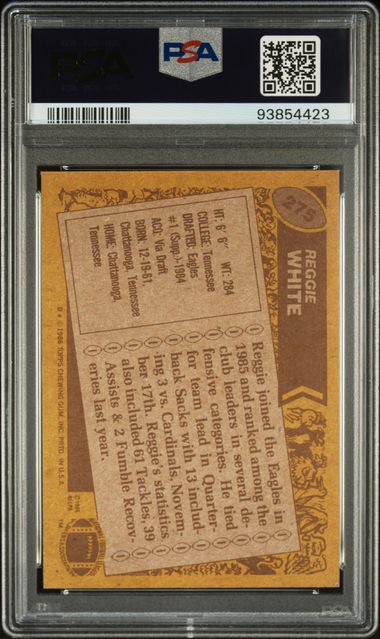 PSA
PSA
93854423
275
REGGIE
WHITE
HT: 6' 6" WT: 284
COLLEGE: Tennessee
DRAFTED: Eagles
#1 (Supp.)-1984
ACQ: Via Draft
BORN: 12-19-61,
Chattanooga, Tennessee
HOME: Chattanooga,
Tennessee
Reggie joined the Eagles in
1985 and ranked among the
club leaders in several de-
fensive categories. He tied
for team lead in Quarter-
back Sacks with 13 includ-
ing 3 vs. Cardinals, Novem-
ber 17th. Reggie's statistics
also included 61 Tackles, 39
Assists & 2 Fumble Recov-
eries last year.
© 1986 TOPPS CHEWING GUM, INC. PRTD. IN U.S.A.